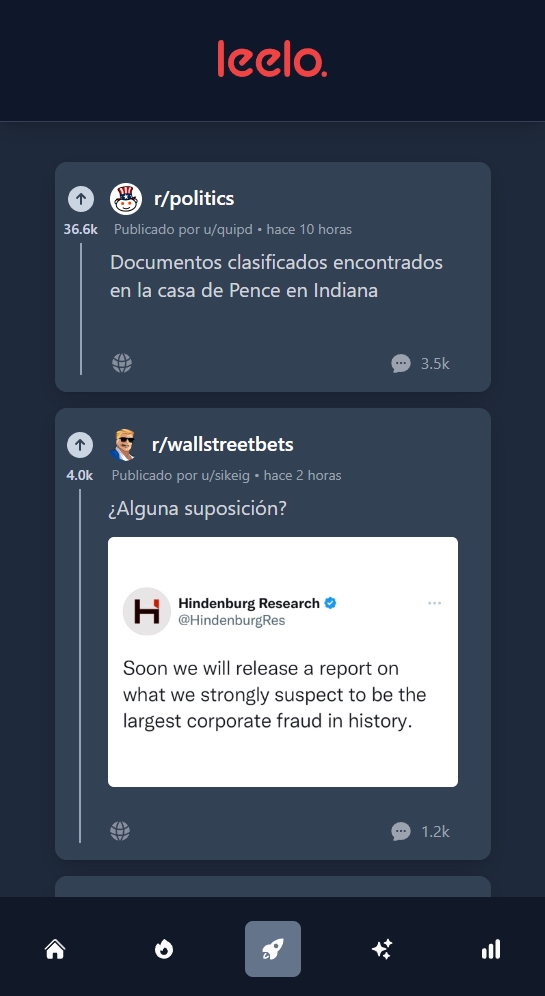 leelo.
r/politics
36.6k
Publicado por u/quipd • hace 10 horas
Documentos clasificados encontrados
en la casa de Pence en Indiana
3.5k
r/wallstreetbets
4.0k
Publicado por u/sikeig • hace 2 horas
¿Alguna suposición?
Hindenburg Research
@HindenburgRes
Soon we will release a report on
what we strongly suspect to be the
largest corporate fraud in history.
1.2k